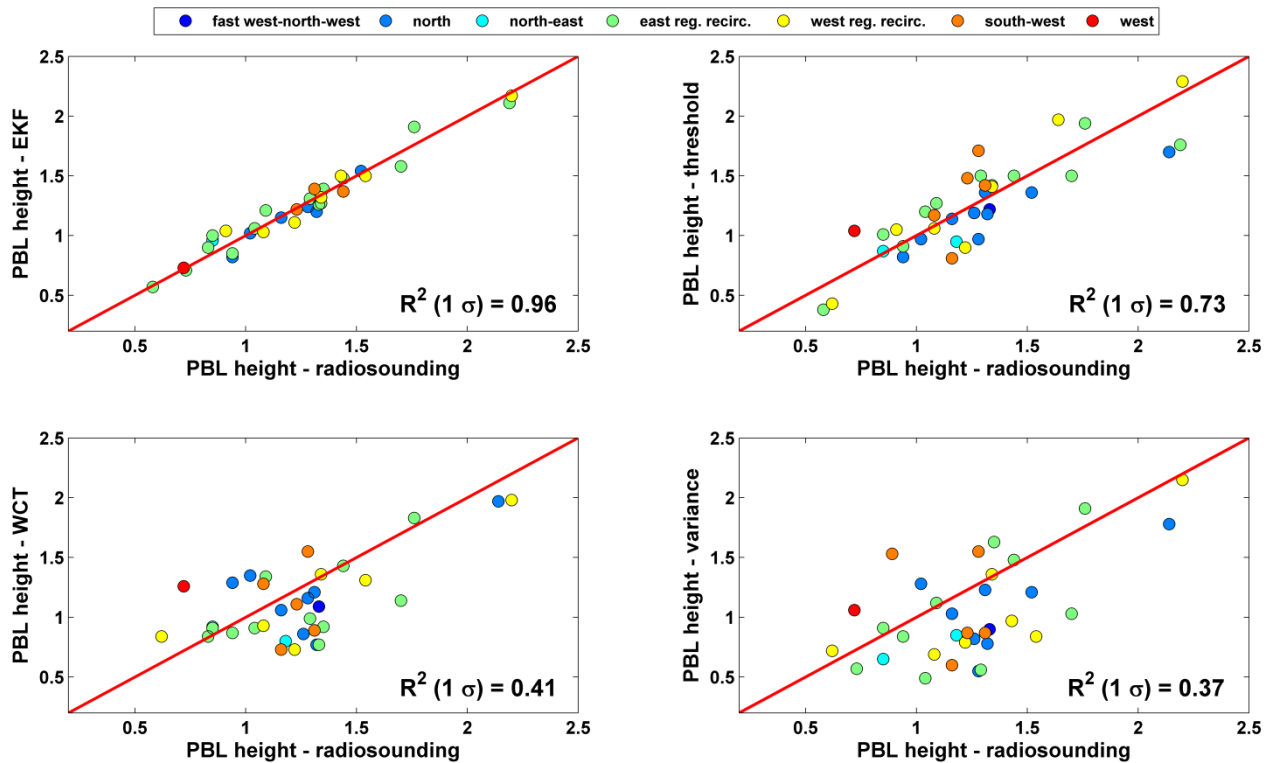 fast west-north-west north north-east east reg. recirc. west reg. recirc. south-west west
PBL height - EKF
2.5
2
1.5
1
0.5
R² (1 σ) = 0.96
0.5 1 1.5 2 2.5
PBL height - radiosounding
PBL height - threshold
2.5
2
1.5
1
0.5
R² (1 σ) = 0.73
0.5 1 1.5 2 2.5
PBL height - radiosounding
PBL height - WCT
2.5
2
1.5
1
0.5
R² (1 σ) = 0.41
0.5 1 1.5 2 2.5
PBL height - radiosounding
PBL height - variance
2.5
2
1.5
1
0.5
R² (1 σ) = 0.37
0.5 1 1.5 2 2.5
PBL height - radiosounding